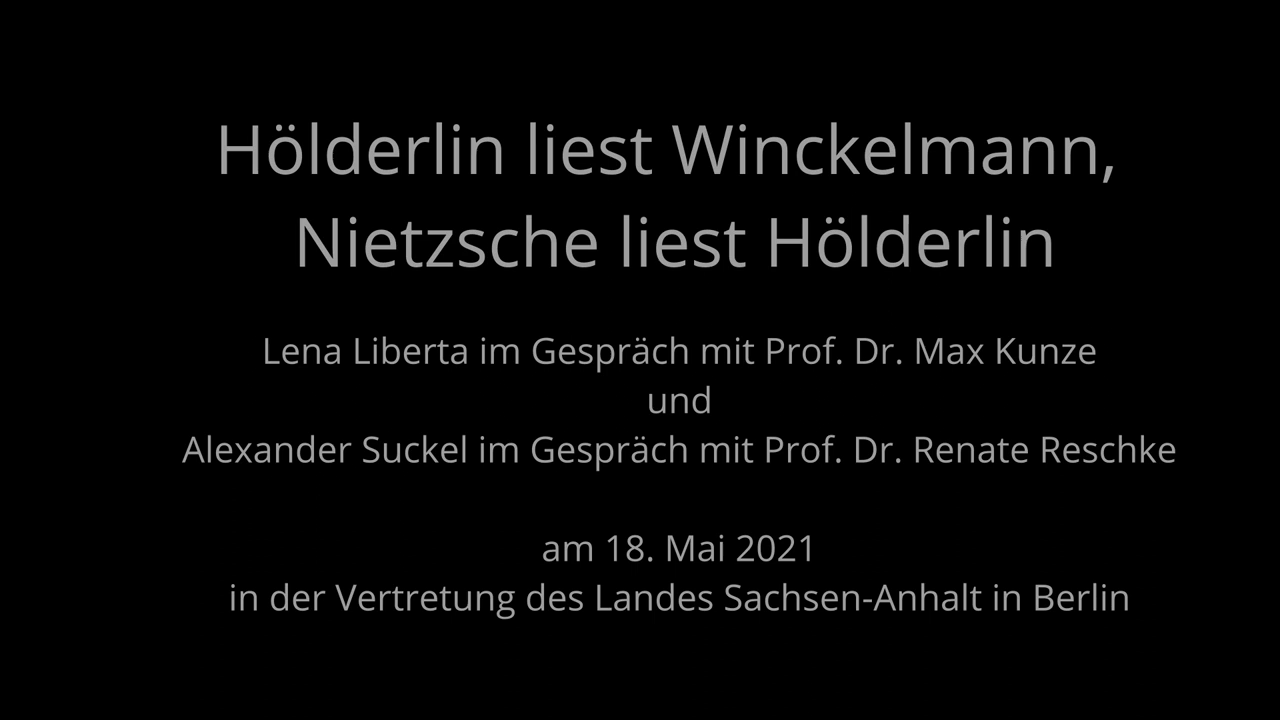 Hölderlin liest Winckelmann,
Nietzsche liest Hölderlin
Lena Liberta im Gespräch mit Prof. Dr. Max Kunze
und
Alexander Suckel im Gespräch mit Prof. Dr. Renate Reschke
am 18. Mai 2021
in der Vertretung des Landes Sachsen-Anhalt in Berlin